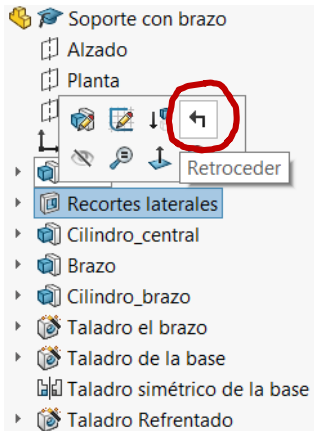 Soporte con brazo
Alzado
Planta
Retroceder
Recortes laterales
Cilindro_central
Brazo
Cilindro_brazo
Taladro el brazo
Taladro de la base
Taladro simétrico de la base
Taladro Refrentado